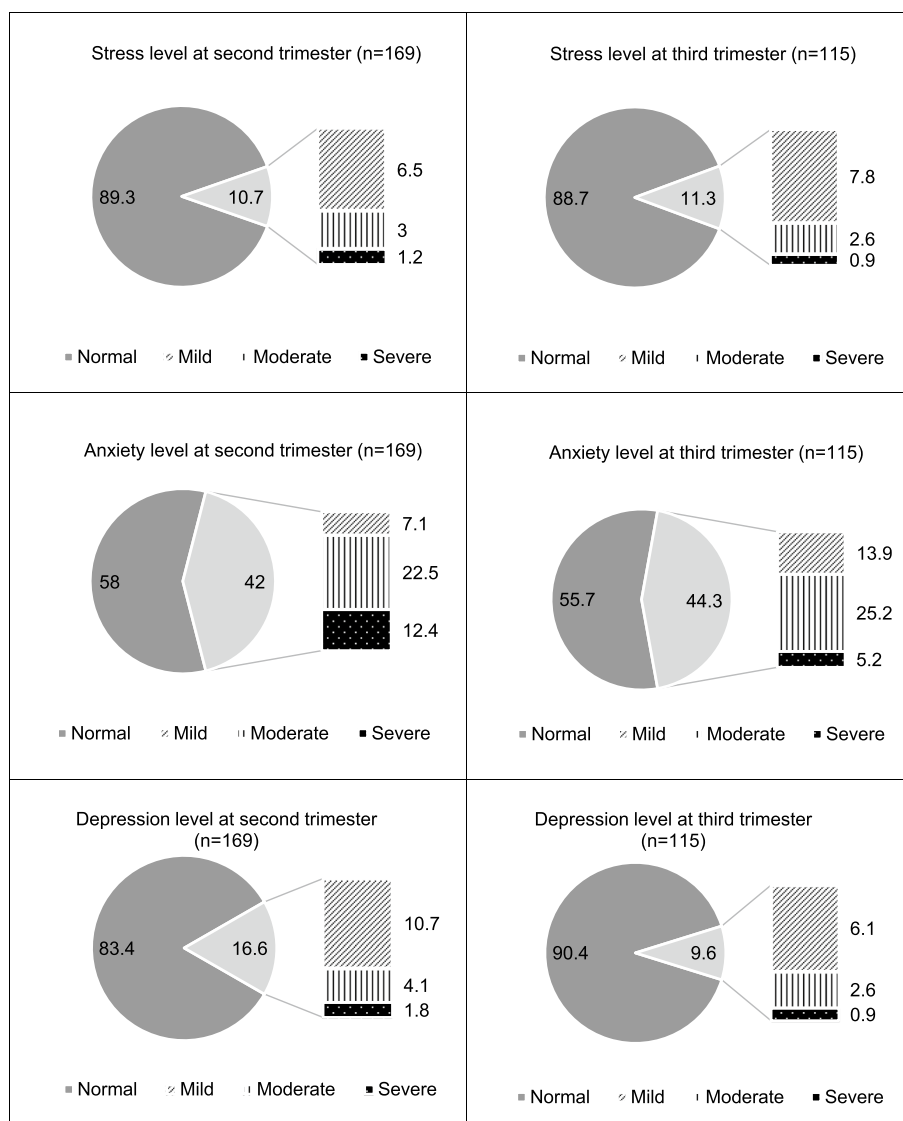 Stress level at second trimester (n=169)
89.3
10.7
6.5
3
1.2
Normal Mild Moderate Severe
Stress level at third trimester (n=115)
88.7
11.3
7.8
2.6
0.9
Normal Mild Moderate Severe
Anxiety level at second trimester (n=169)
58
42
7.1
22.5
12.4
Normal Mild Moderate Severe
Anxiety level at third trimester (n=115)
55.7
44.3
13.9
25.2
5.2
Normal Mild Moderate Severe
Depression level at second trimester
(n=169)
83.4
16.6
10.7
4.1
1.8
Normal Mild Moderate Severe
Depression level at third trimester
(n=115)
90.4
9.6
6.1
2.6
0.9
Normal Mild Moderate Severe